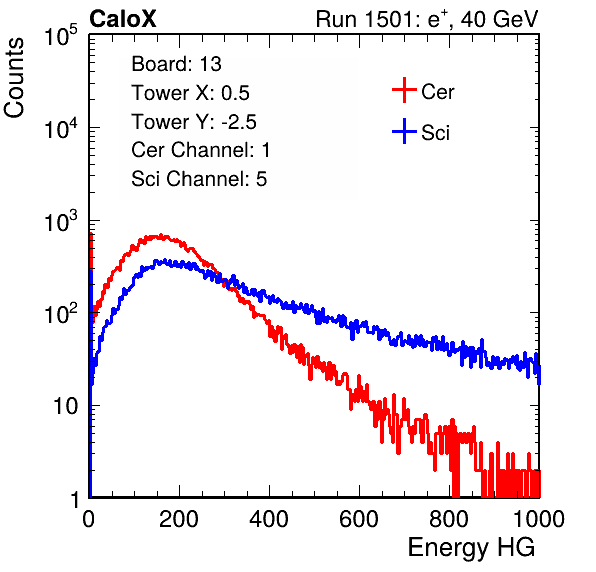 CaloX Run 1501: e⁺, 40 GeV
Counts
10⁵
10⁴
10³
10²
10
1
Board: 13
Tower X: 0.5
Tower Y: -2.5
Cer Channel: 1
Sci Channel: 5
Cer
Sci
0 200 400 600 800 1000
Energy HG